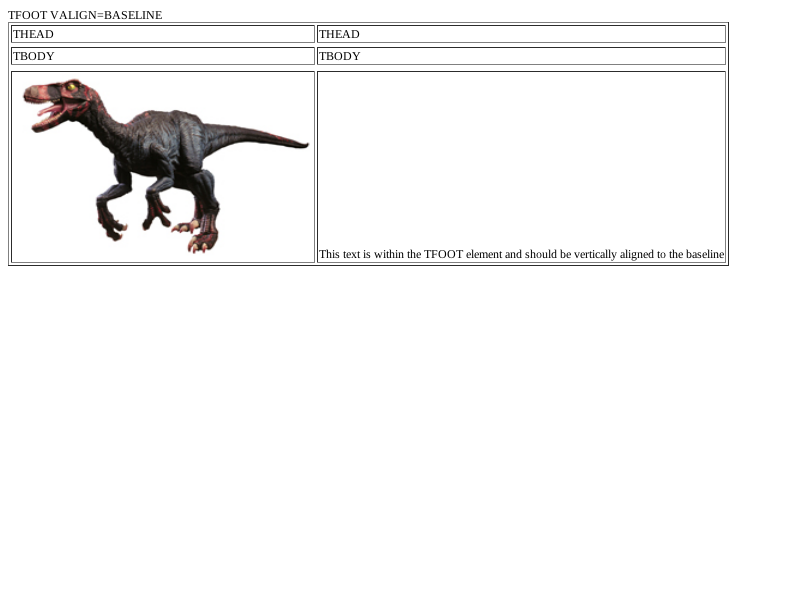 TFOOT VALIGN=BASELINE
THEAD THEAD
TBODY TBODY
This text is within the TFOOT element and should be vertically aligned to the baseline